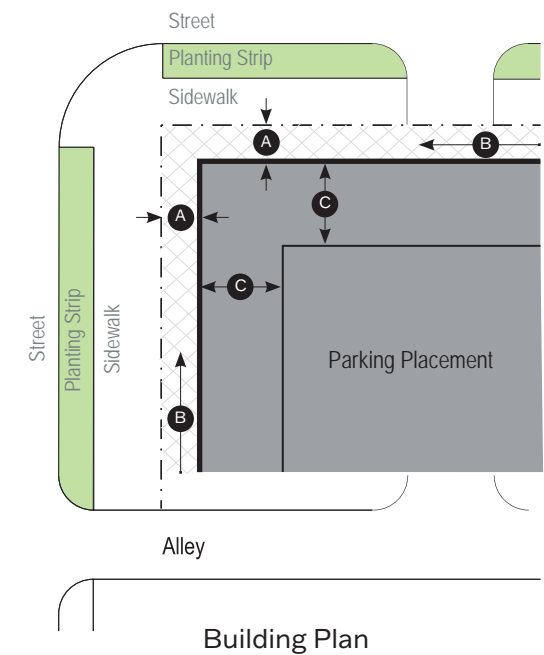 Street
Planting Strip
Sidewalk
A
B
C
A
C
Street
Planting Strip
Sidewalk
Parking Placement
B
Alley
Building Plan